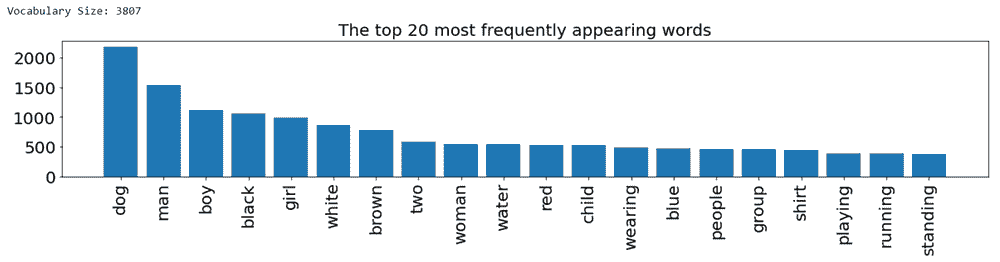 Vocabulary Size: 3807
The top 20 most frequently appearing words
2000
1500
1000
500
0
dog
man
boy
black
girl
white
brown
two
woman
water
red
child
wearing
blue
people
group
shirt
playing
running
standing